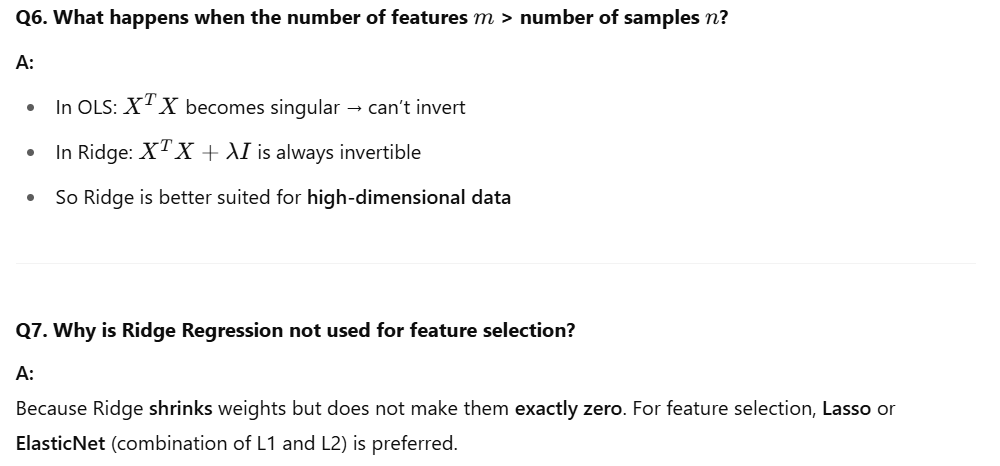 Q6. What happens when the number of features m > number of samples n?
A:
• In OLS: XᵀX becomes singular → can’t invert
• In Ridge: XᵀX + λI is always invertible
• So Ridge is better suited for high-dimensional data
Q7. Why is Ridge Regression not used for feature selection?
A:
Because Ridge shrinks weights but does not make them exactly zero. For feature selection, Lasso or
ElasticNet (combination of L1 and L2) is preferred.